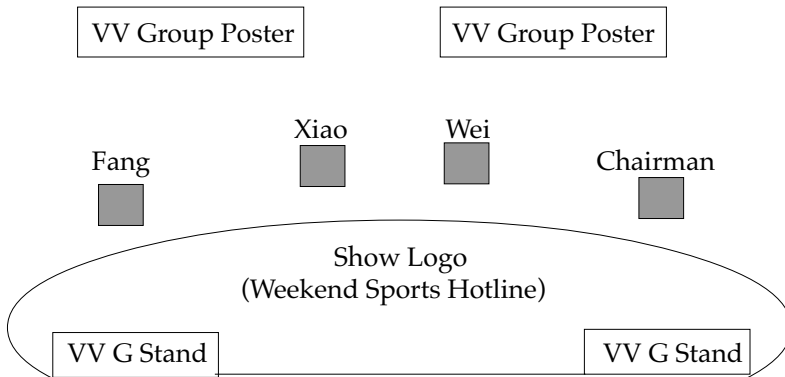 VV Group Poster
VV Group Poster
Xiao
Wei
Fang
Chairman
Show Logo
(Weekend Sports Hotline)
VV G Stand
VV G Stand